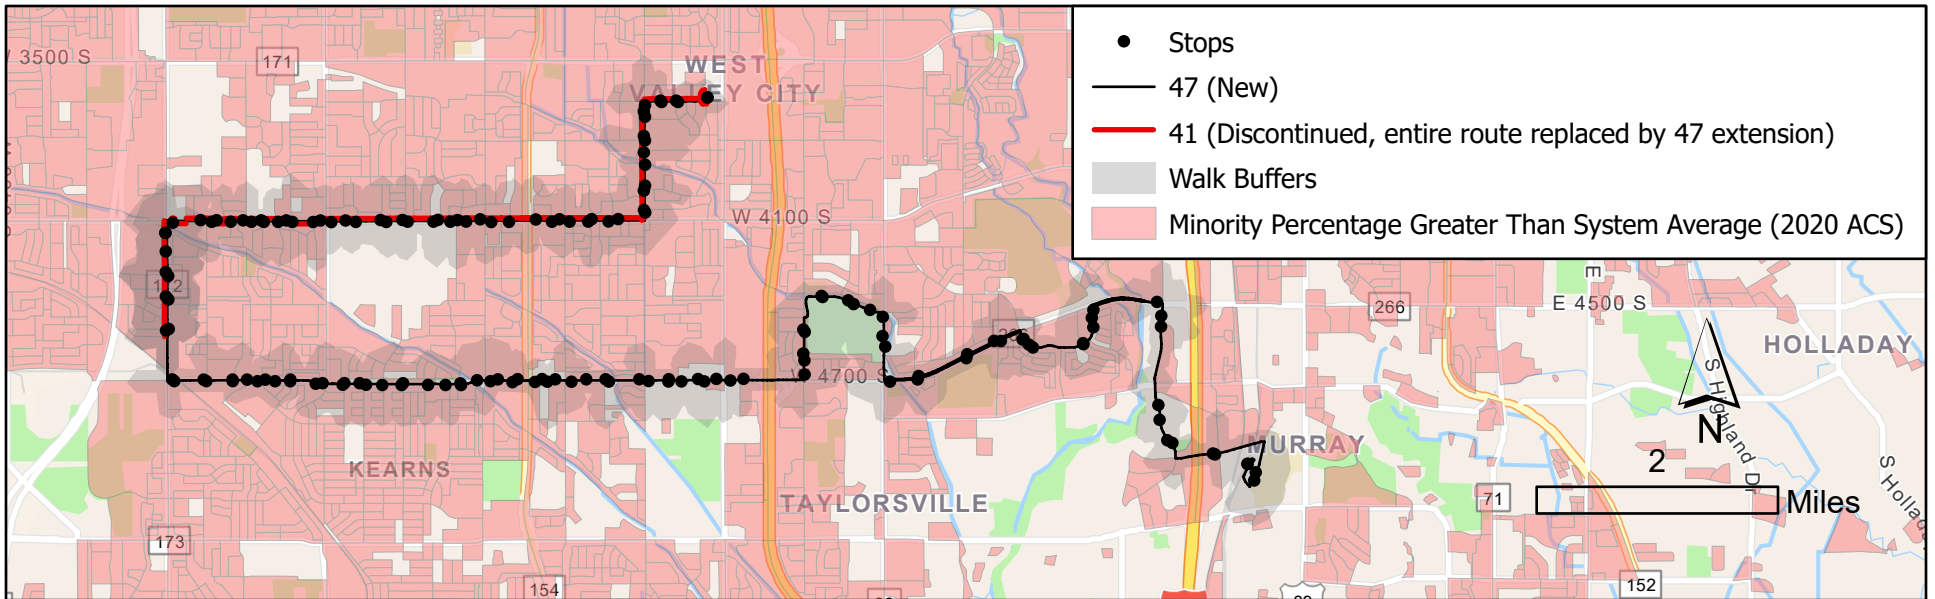 Stops
47 (New)
41 (Discontinued, entire route replaced by 47 extension)
Walk Buffers
Minority Percentage Greater Than System Average (2020 ACS)
W 3500 S
171
WEST
VALLEY CITY
W 4100 S
E
E 4500 S
266
HOLLADAY
W 4700 S
S Highland Dr
N
MURRAY
KEARNS
2
Miles
TAYLORSVILLE
71
173
154
152